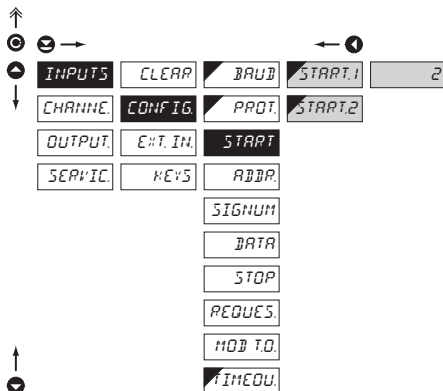 INPUTS CLEAR BAUD START.1 2
CHANNE. CONFIG. PROT. START.2
OUTPUT. EXT. IN. START
SERVIC. KEYS ADDR.
SIGNUM
DATA
STOP
REQUES.
MOD T.O.
TIMEOU.